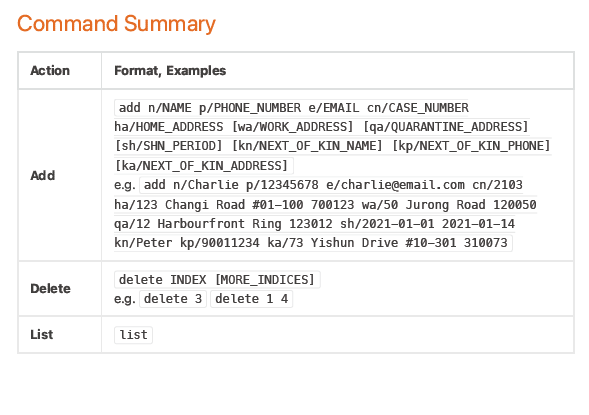 Command Summary
Action Format, Examples
Add
add n/NAME p/PHONE_NUMBER e/EMAIL cn/CASE_NUMBER
ha/HOME_ADDRESS [wa/WORK_ADDRESS] [qa/QUARANTINE_ADDRESS]
[sh/SHN_PERIOD] [kn/NEXT_OF_KIN_NAME] [kp/NEXT_OF_KIN_PHONE]
[ka/NEXT_OF_KIN_ADDRESS]
e.g. add n/Charlie p/12345678 e/charlie@email.com cn/2103
ha/123 Changi Road #01-100 700123 wa/50 Jurong Road 120050
qa/12 Harbourfront Ring 123012 sh/2021-01-01 2021-01-14
kn/Peter kp/90011234 ka/73 Yishun Drive #10-301 310073
Delete
delete INDEX [MORE_INDICES]
e.g. delete 3 delete 1 4
List list